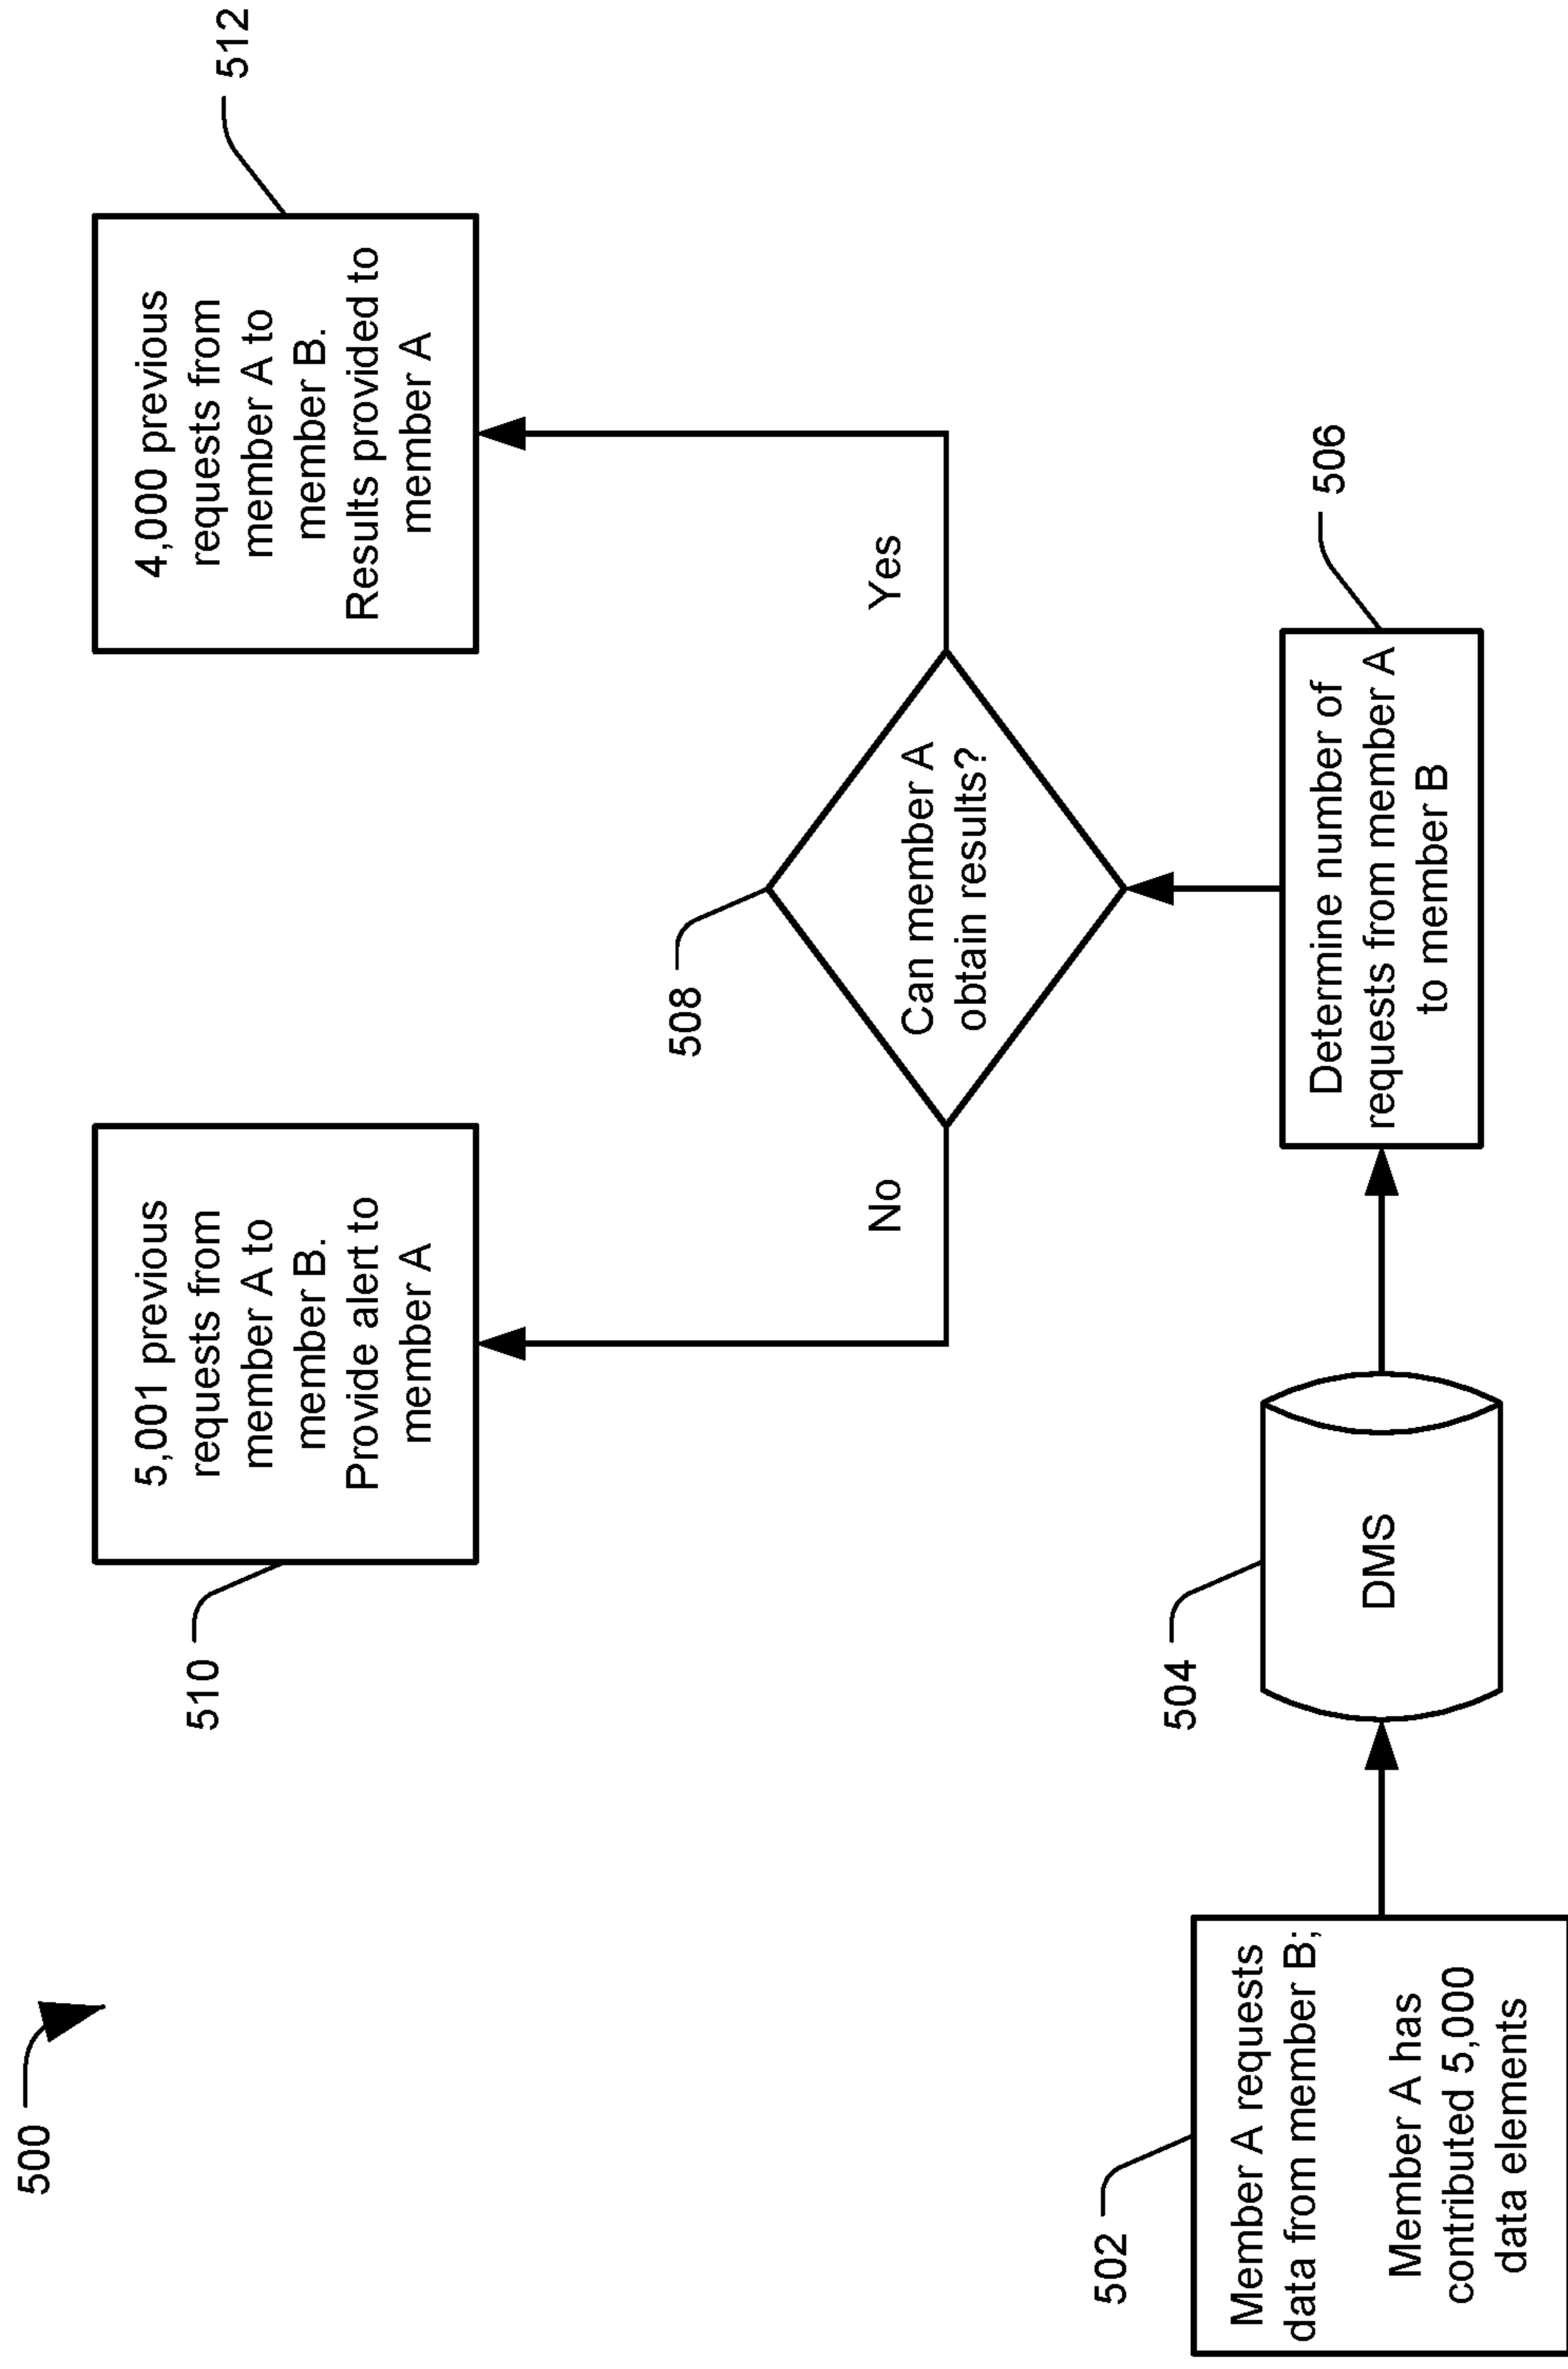 500
510
5,001 previous
requests from
member A to
member B.
Provide alert to
member A
512
4,000 previous
requests from
member A to
member B.
Results provided to
member A
508
No
Can member A
obtain results?
Yes
502
Member A requests
data from member B;
Member A has
contributed 5,000
data elements
504
DMS
506
Determine number of
requests from member A
to member B